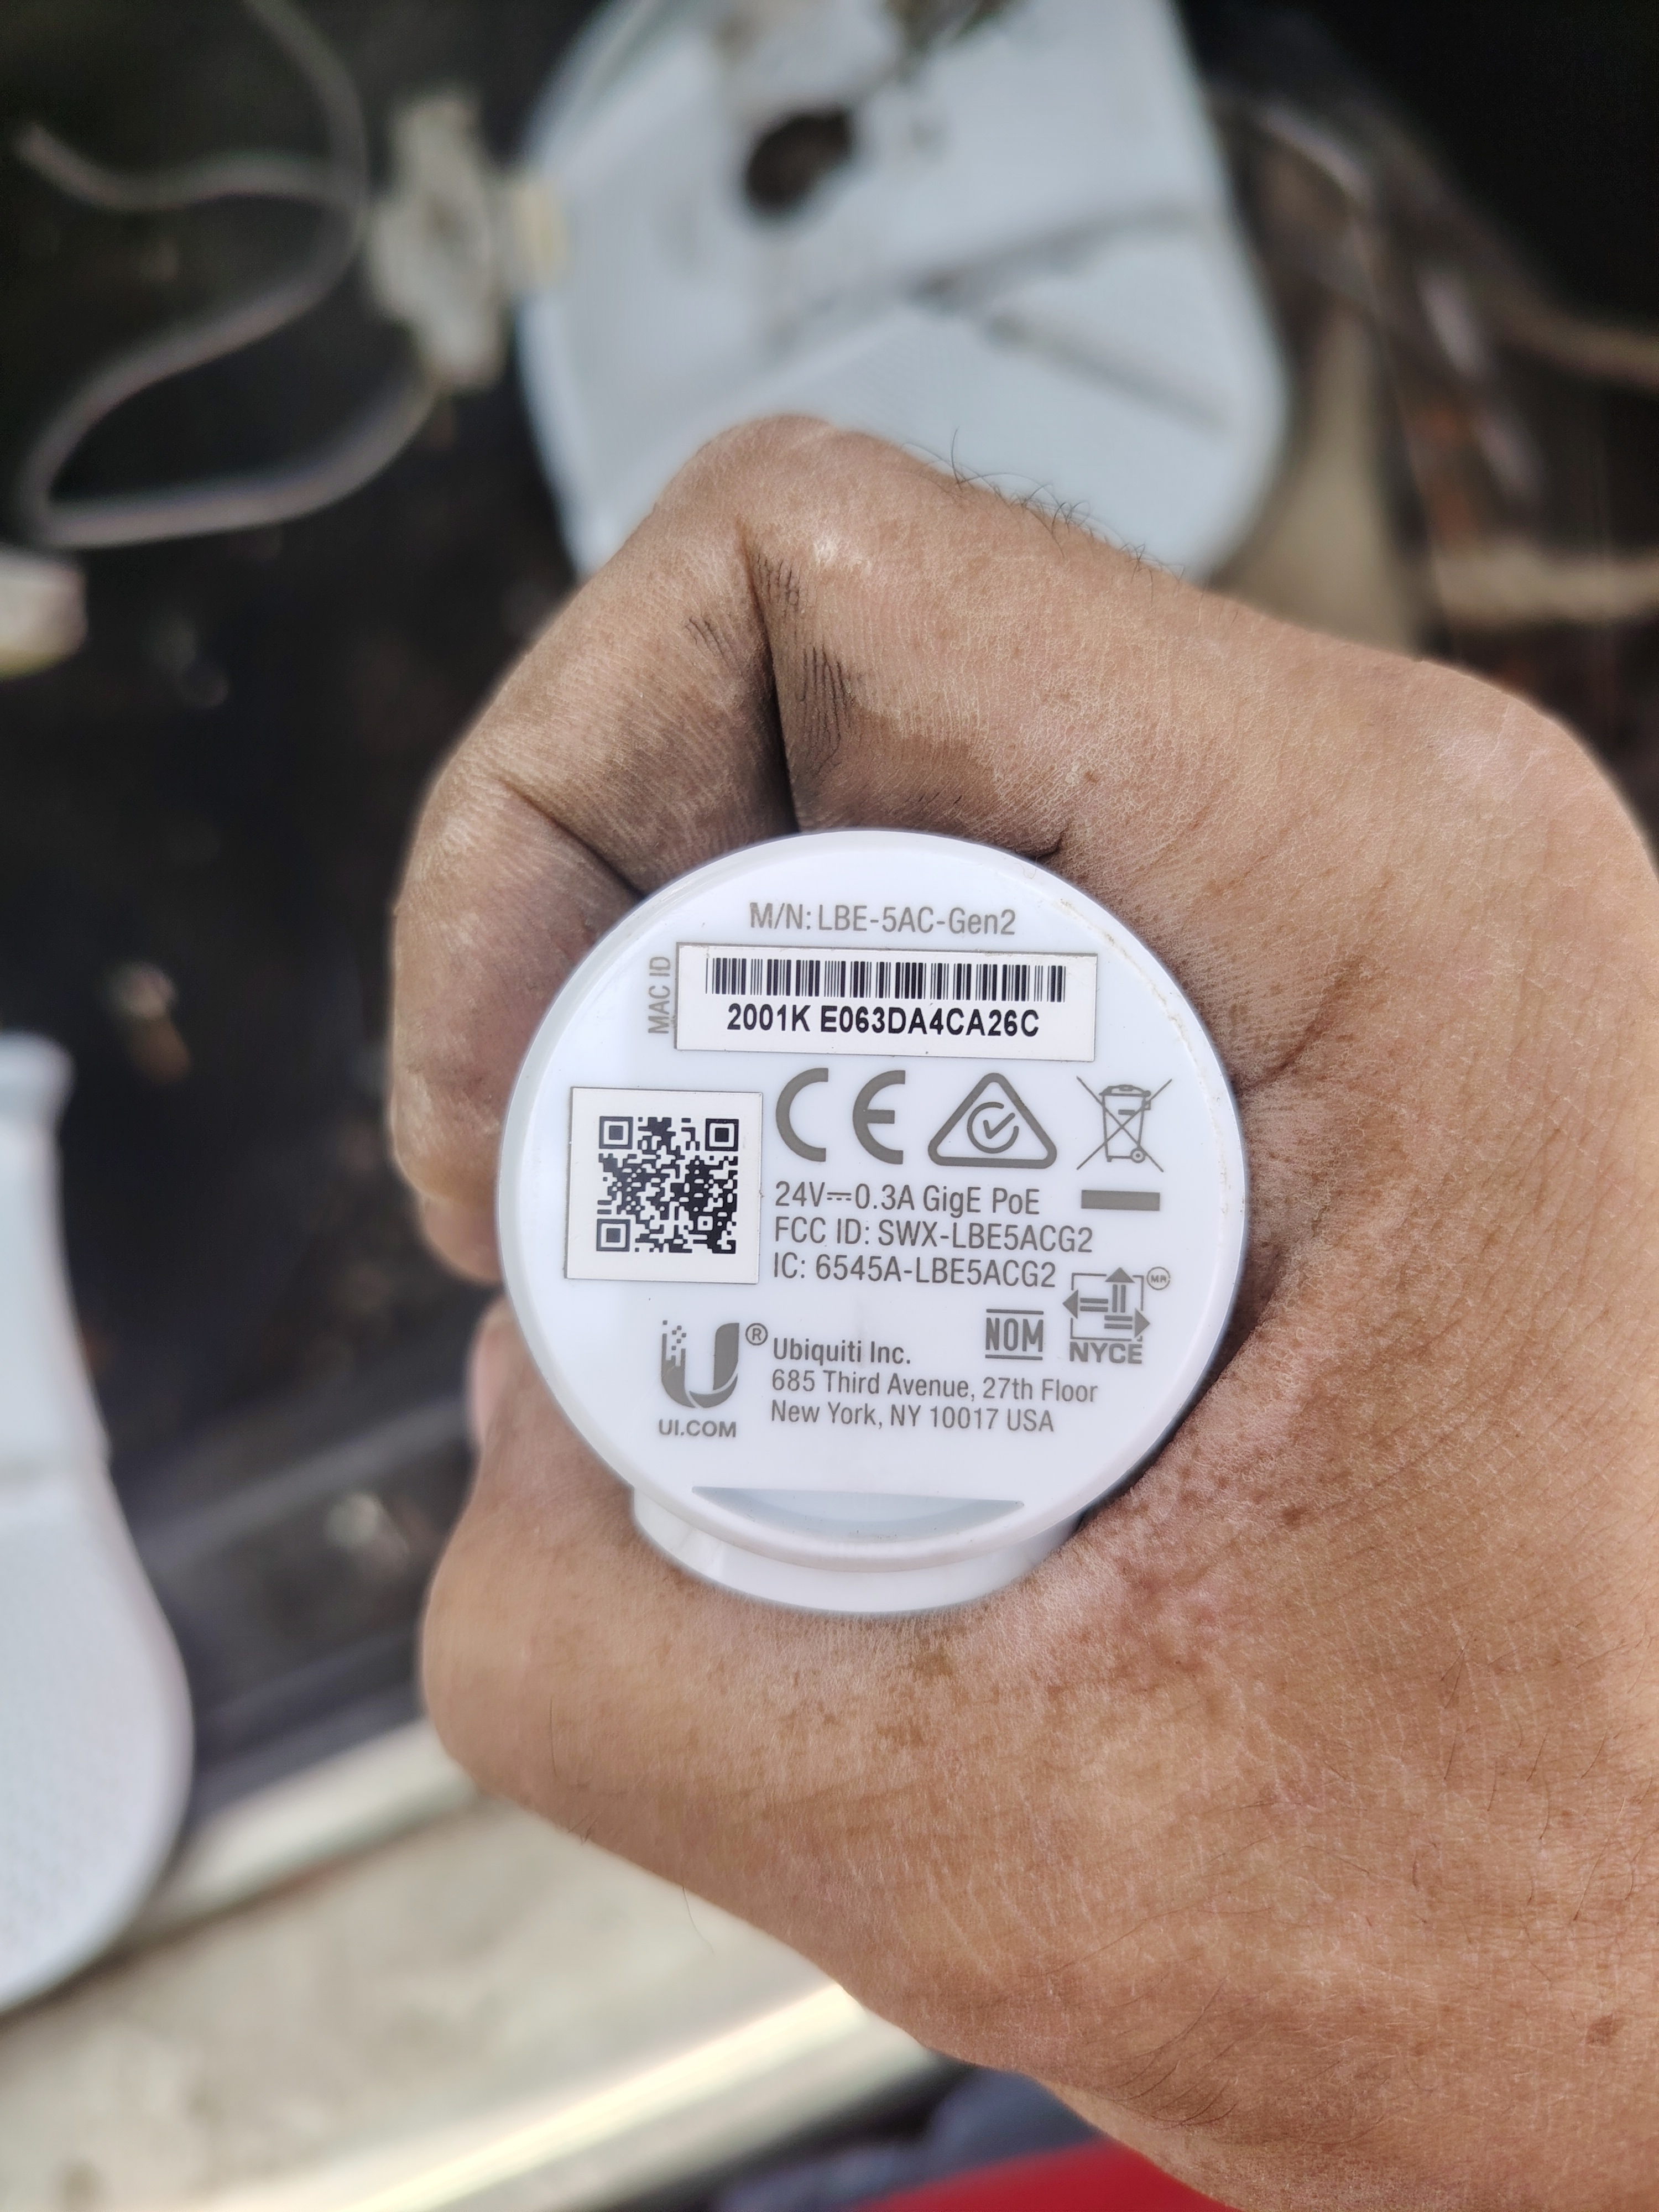 M/N: LBE-5AC-Gen2
MAC ID
2001K E063DA4CA26C
CE
24V⎓0.3A GigE PoE
FCC ID: SWX-LBE5ACG2
IC: 6545A-LBE5ACG2
MR
NOM
NYCE
U®
UI.COM
Ubiquiti Inc.
685 Third Avenue, 27th Floor
New York, NY 10017 USA